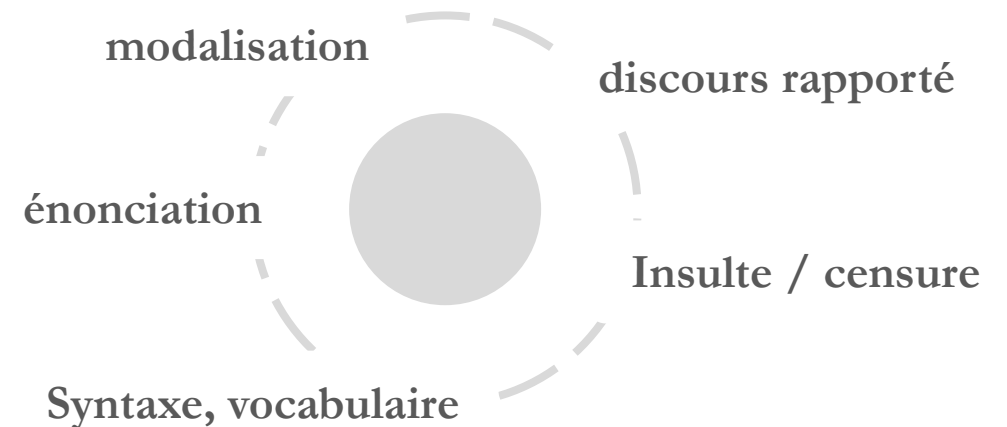 modalisation
discours rapporté
énonciation
Insulte / censure
Syntaxe, vocabulaire